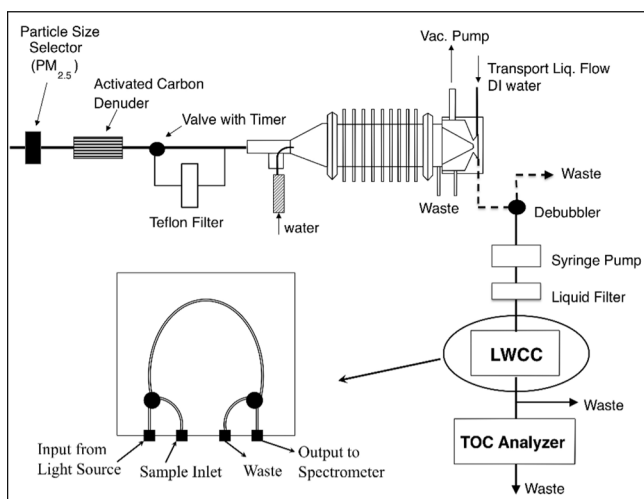 Particle Size
Selector
(PM2.5)
Activated Carbon
Denuder
Valve with Timer
Teflon Filter
water
Vac. Pump
Transport Liq. Flow
DI water
Waste
Waste
Debubbler
Syringe Pump
Liquid Filter
LWCC
Waste
TOC Analyzer
Waste
Input from
Light Source
Sample Inlet
Waste
Output to
Spectrometer